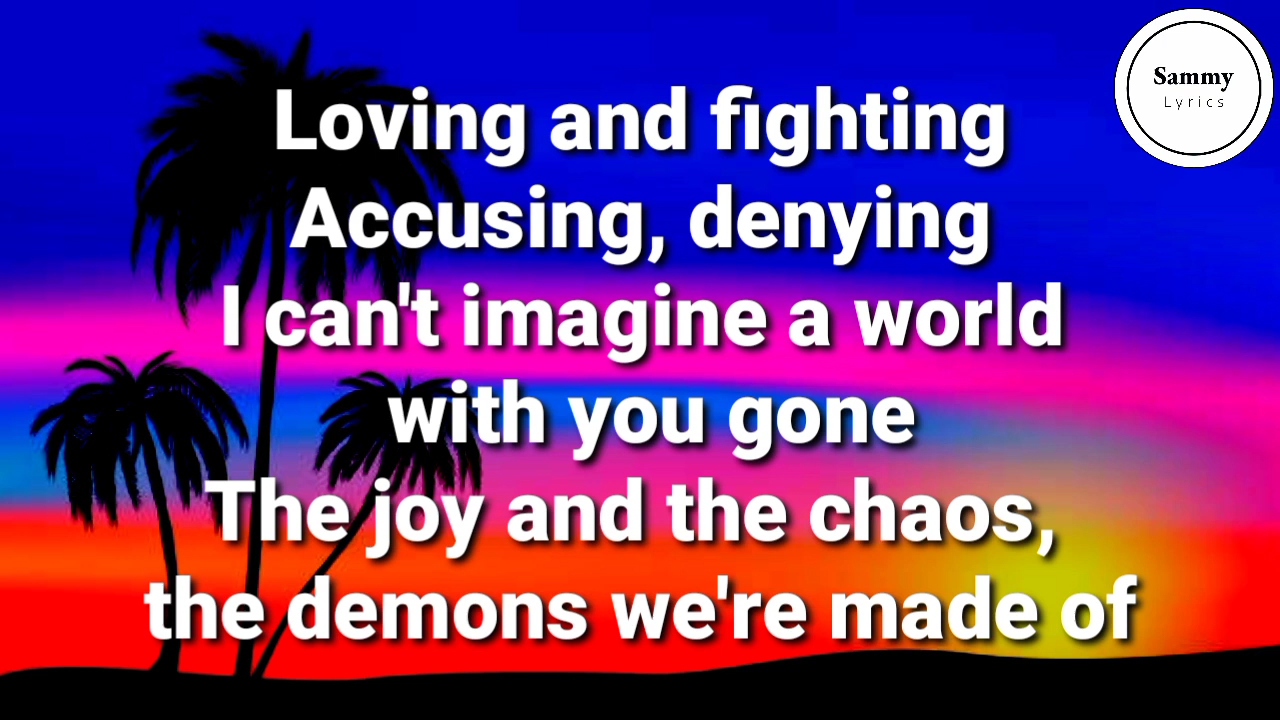 Sammy
Lyrics
Loving and fighting
Accusing, denying
I can't imagine a world
with you gone
The joy and the chaos,
the demons we're made of